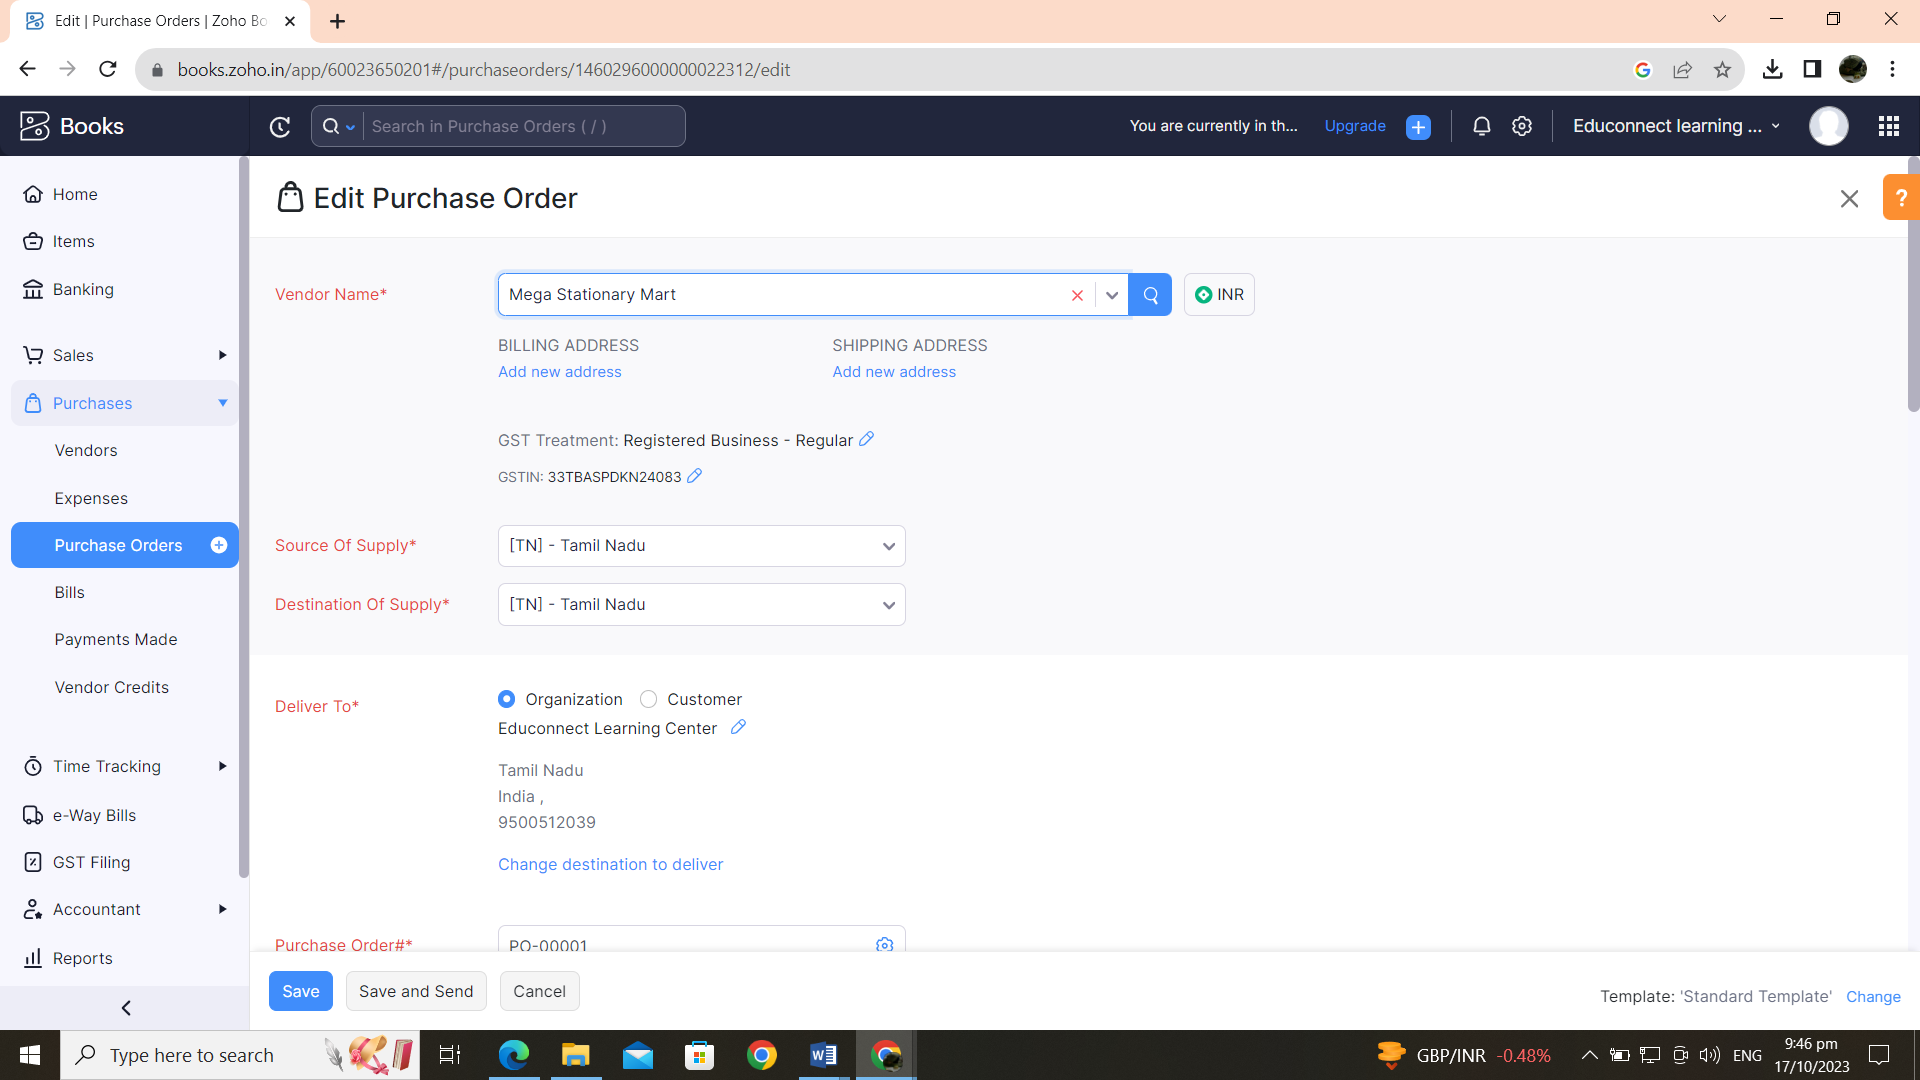 Edit | Purchase Orders | Zoho Bo
books.zoho.in/app/60023650201#/purchaseorders/1460296000000022312/edit
Books
Search in Purchase Orders ( / )
You are currently in th...
Upgrade
Educonnect learning ...
Home
Items
Banking
Sales
Purchases
Vendors
Expenses
Purchase Orders
Bills
Payments Made
Vendor Credits
Time Tracking
e-Way Bills
GST Filing
Accountant
Reports
Edit Purchase Order
?
Vendor Name*
Mega Stationary Mart
INR
BILLING ADDRESS
Add new address
SHIPPING ADDRESS
Add new address
GST Treatment: Registered Business - Regular
GSTIN: 33TBASPDKN24083
Source Of Supply*
[TN] - Tamil Nadu
Destination Of Supply*
[TN] - Tamil Nadu
Deliver To*
Organization
Customer
Educonnect Learning Center
Tamil Nadu
India ,
9500512039
Change destination to deliver
Purchase Order#*
PO-00001
Save
Save and Send
Cancel
Template: 'Standard Template' Change
Type here to search
GBP/INR -0.48%
ENG
9:46 pm
17/10/2023